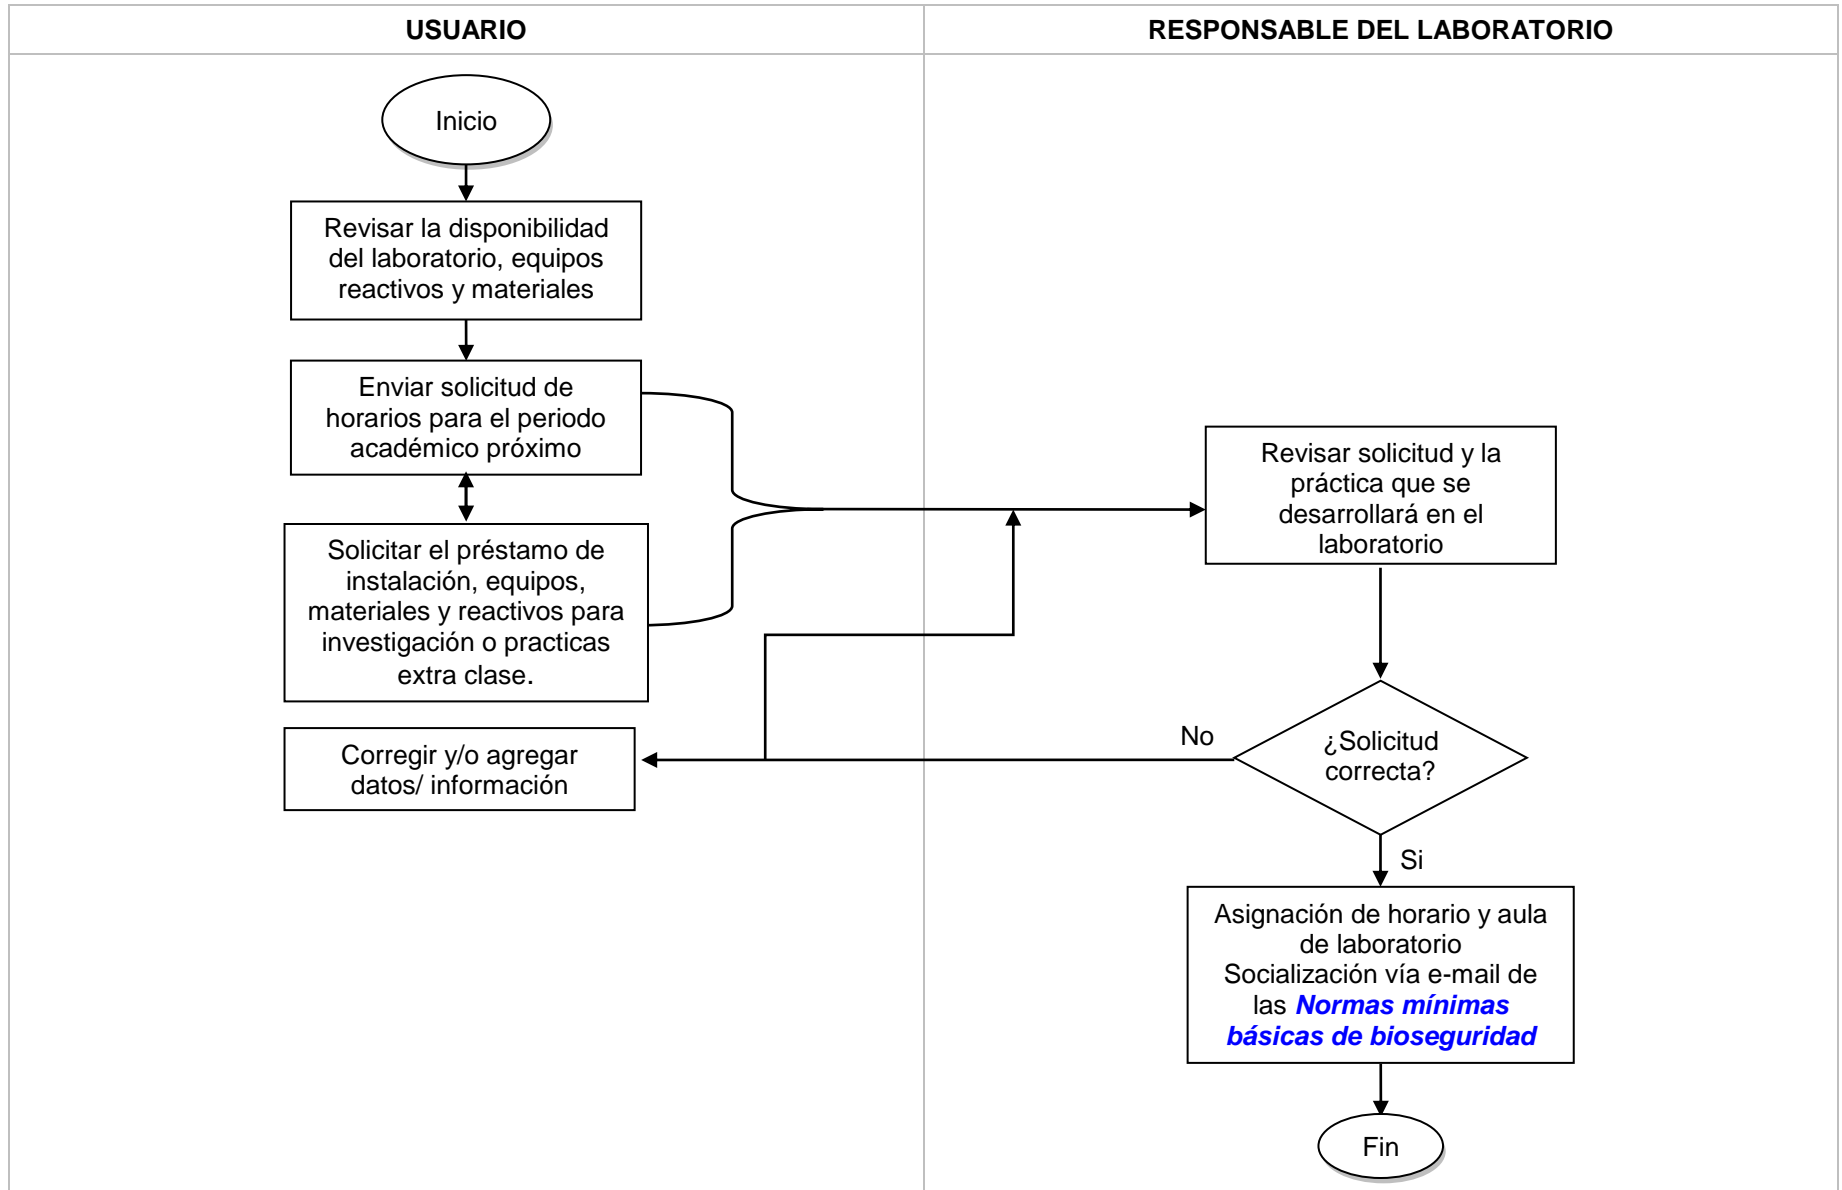 USUARIO
RESPONSABLE DEL LABORATORIO
Inicio
Revisar la disponibilidad
del laboratorio, equipos
reactivos y materiales
Enviar solicitud de
horarios para el periodo
académico próximo
Solicitar el préstamo de
instalación, equipos,
materiales y reactivos para
investigación o practicas
extra clase.
Corregir y/o agregar
datos/ información
Revisar solicitud y la
práctica que se
desarrollará en el
laboratorio
No
¿Solicitud
correcta?
Si
Asignación de horario y aula
de laboratorio
Socialización vía e-mail de
las Normas mínimas
básicas de bioseguridad
Fin